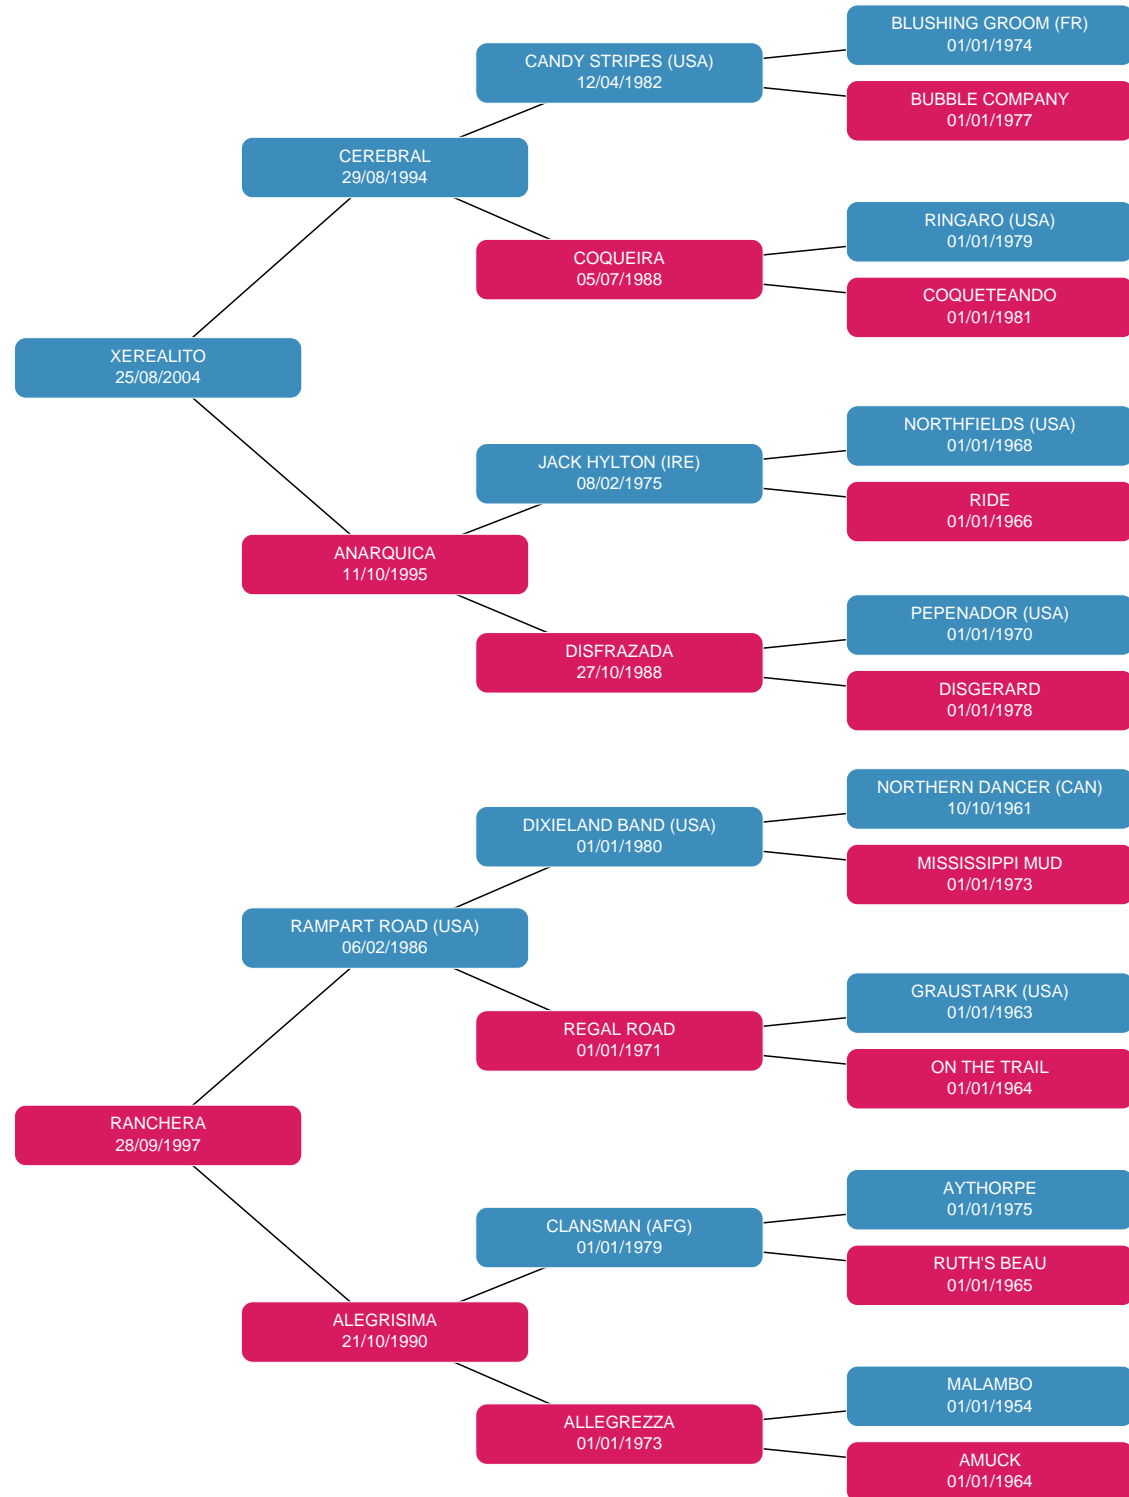 BLUSHING GROOM (FR)
01/01/1974
CANDY STRIPES (USA)
12/04/1982
BUBBLE COMPANY
01/01/1977
CEREBRAL
29/08/1994
RINGARO (USA)
01/01/1979
COQUEIRA
05/07/1988
COQUETEANDO
01/01/1981
XEREALITO
25/08/2004
NORTHFIELDS (USA)
01/01/1968
JACK HYLTON (IRE)
08/02/1975
RIDE
01/01/1966
ANARQUICA
11/10/1995
PEPENADOR (USA)
01/01/1970
DISFRAZADA
27/10/1988
DISGERARD
01/01/1978
NORTHERN DANCER (CAN)
10/10/1961
DIXIELAND BAND (USA)
01/01/1980
MISSISSIPPI MUD
01/01/1973
RAMPART ROAD (USA)
06/02/1986
GRAUSTARK (USA)
01/01/1963
REGAL ROAD
01/01/1971
ON THE TRAIL
01/01/1964
RANCHERA
28/09/1997
AYTHORPE
01/01/1975
CLANSMAN (AFG)
01/01/1979
RUTH'S BEAU
01/01/1965
ALEGRISIMA
21/10/1990
MALAMBO
01/01/1954
ALLEGREZZA
01/01/1973
AMUCK
01/01/1964